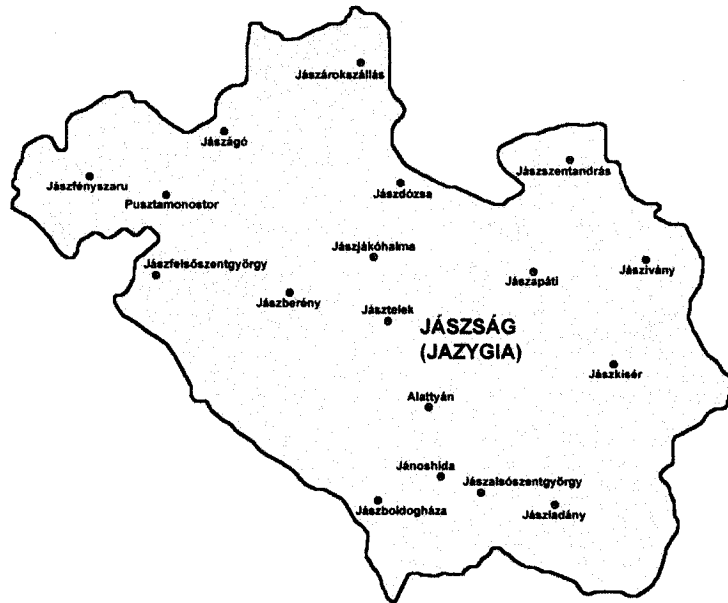 Jászárokszállás
Jászágó
Jászszentandrás
Jászfényszaru
Jászdózsa
Pusztamonostor
Jászjákóhalma
Jászivány
Jászfelsőszentgyörgy
Jászapáti
Jászberény
Jásztelek
JÁSZSÁG
(JAZYGIA)
Jászkisér
Alattyán
Jánoshida
Jászalsószentgyörgy
Jászboldogháza
Jászladány